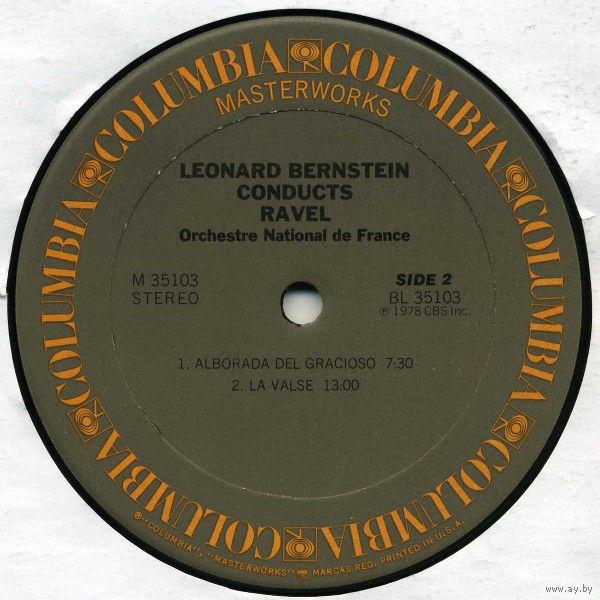 COLUMBIA COLUMBIA COLUMBIA COLUMBIA COLUMBIA COLUMBIA
MASTERWORKS
LEONARD BERNSTEIN
CONDUCTS
RAVEL
Orchestre National de France
M 35103
STEREO
SIDE 2
BL 35103
℗ 1978 CBS Inc.
1. ALBORADA DEL GRACIOSO 7:30
2. LA VALSE 13:00
®"COLUMBIA", "MASTERWORKS" MARCAS REG. PRINTED IN U.S.A.
www.ay.by